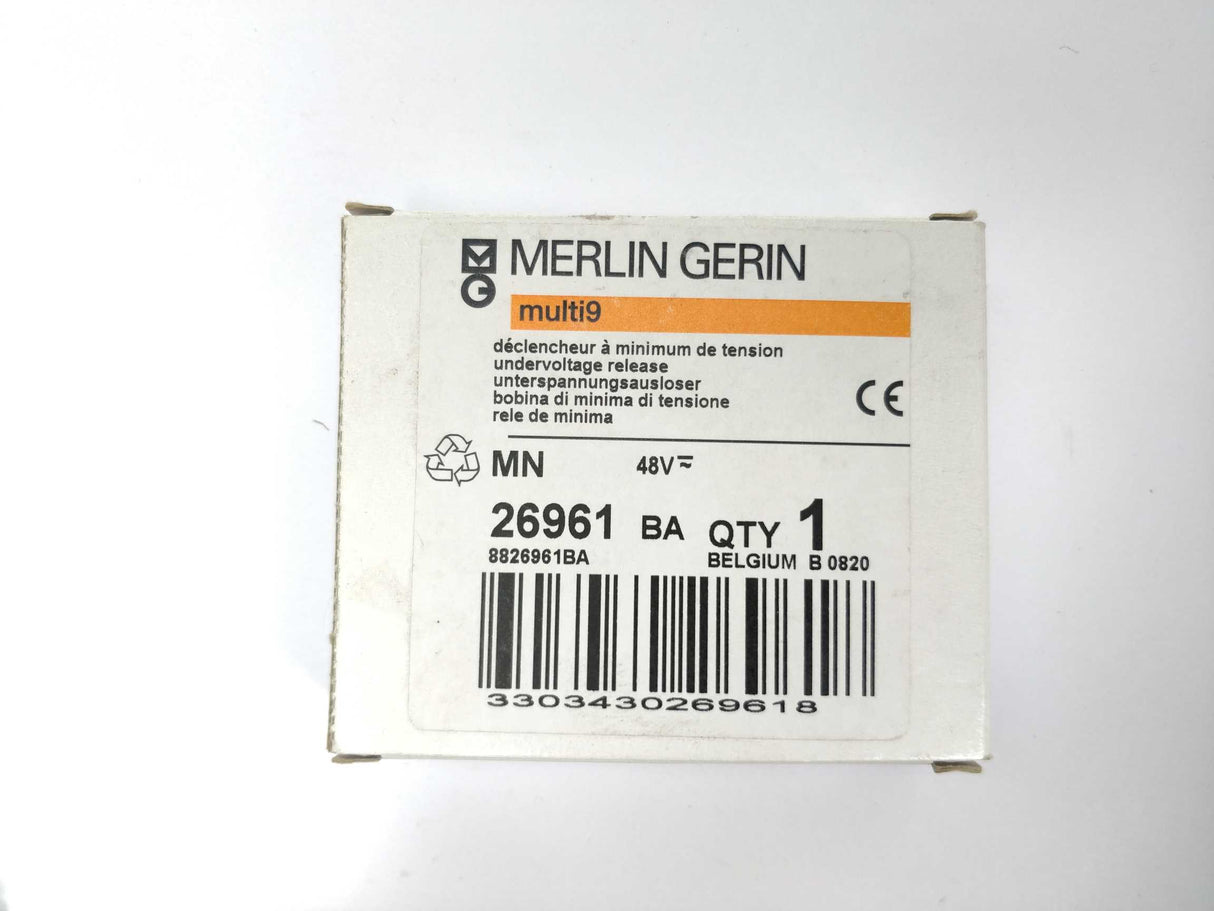 MERLIN GERIN
multi9
déclencheur à minimum de tension
undervoltage release
unterspannungsausloser
bobina di minima di tensione
rele de minima
CE
MN 48V
26961 BA QTY 1
8826961BA BELGIUM B 0820
3303430269618